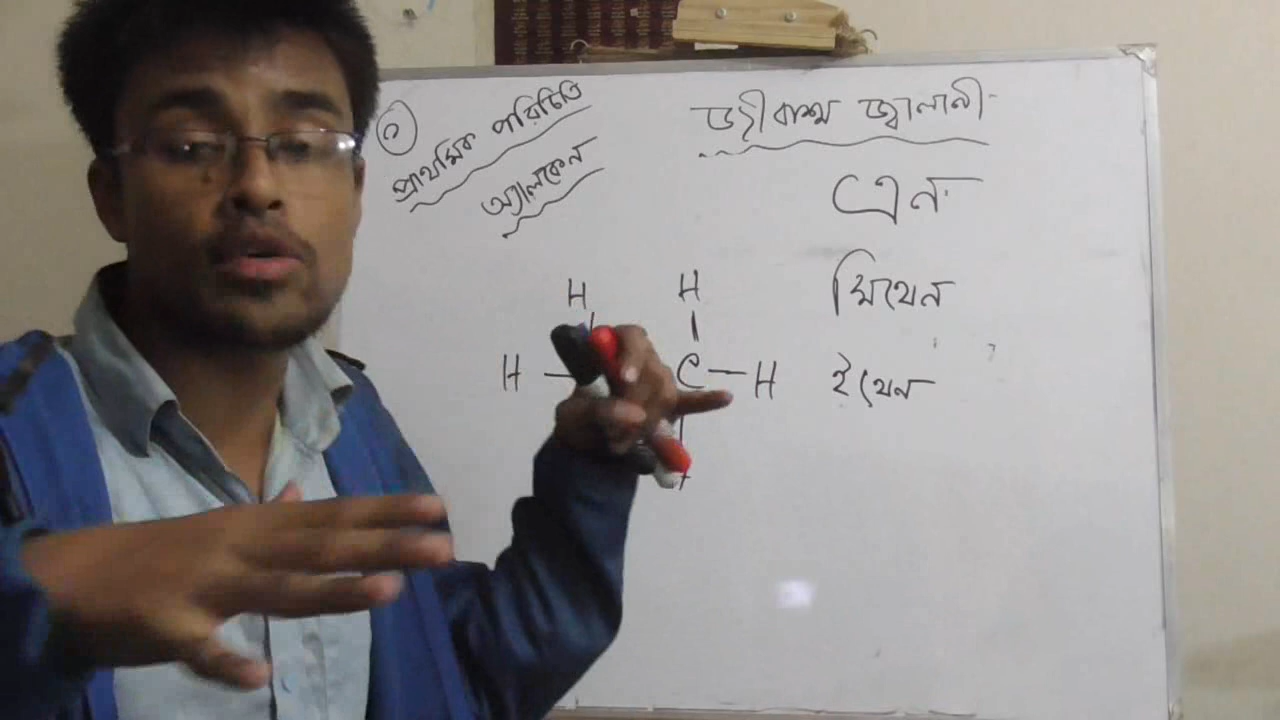 ১
প্রাথমিক পরিচিতি
অ্যালকেন
জীবাশ্ম জ্বালানী
এন
মিথেন
ইথেন
H H
H C H